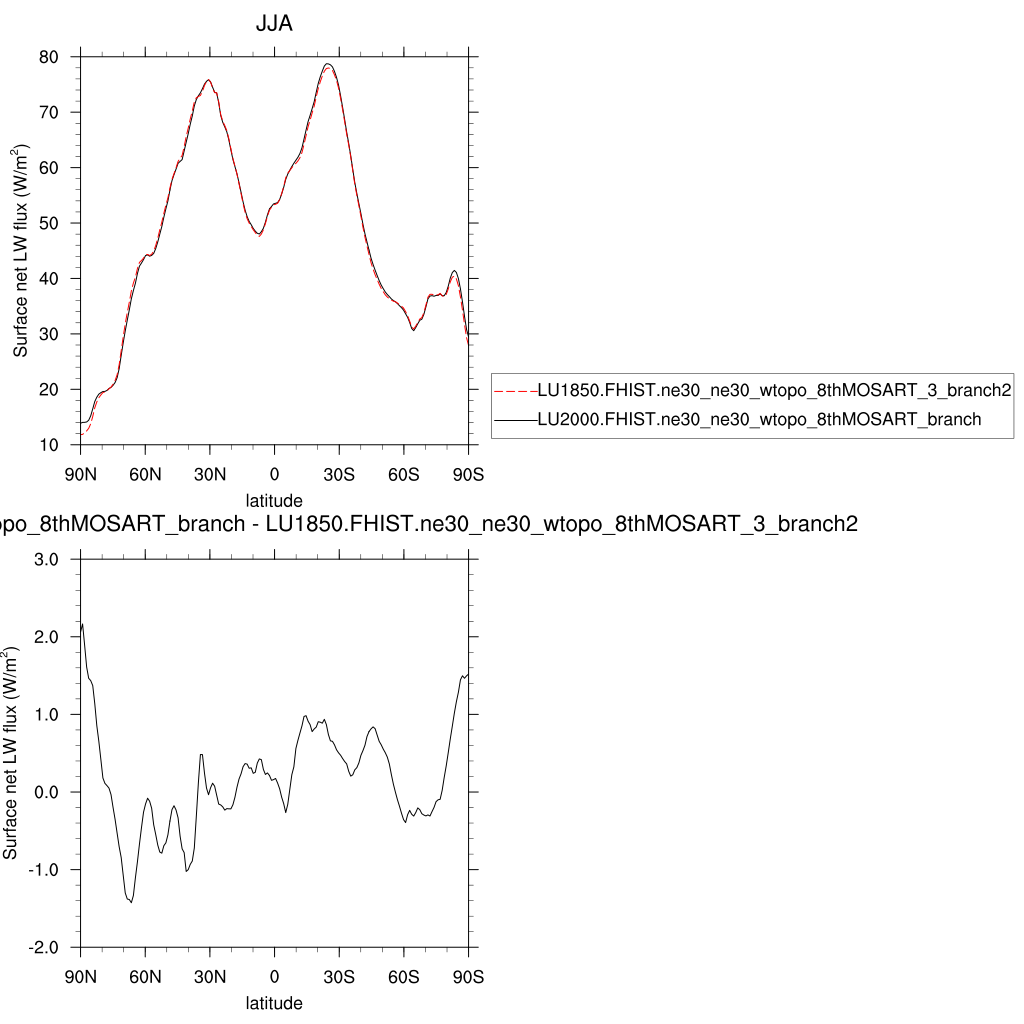 JJA
80
70
60
50
40
30
20
10
Surface net LW flux (W/m²)
90N 60N 30N 0 30S 60S 90S
latitude
LU1850.FHIST.ne30_ne30_wtopo_8thMOSART_3_branch2
LU2000.FHIST.ne30_ne30_wtopo_8thMOSART_branch
opo_8thMOSART_branch - LU1850.FHIST.ne30_ne30_wtopo_8thMOSART_3_branch2
3.0
2.0
1.0
0.0
-1.0
-2.0
Surface net LW flux (W/m²)
90N 60N 30N 0 30S 60S 90S
latitude